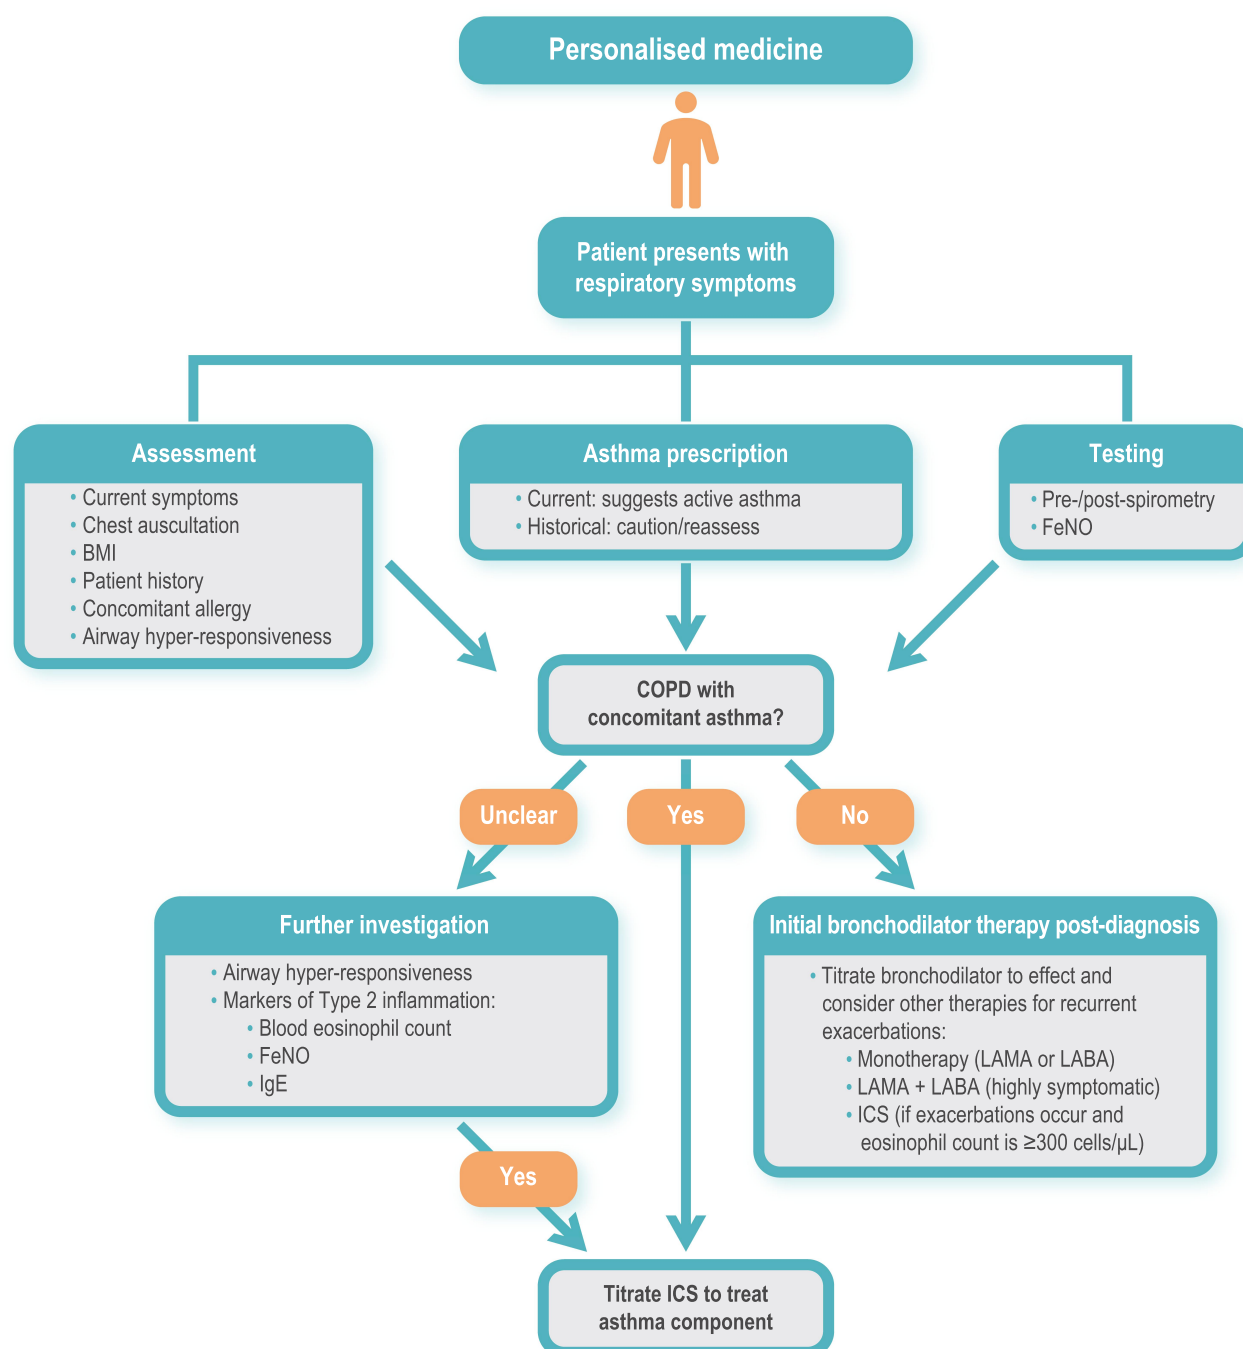 Personalised medicine
Patient presents with
respiratory symptoms
Assessment
• Current symptoms
• Chest auscultation
• BMI
• Patient history
• Concomitant allergy
• Airway hyper-responsiveness
Asthma prescription
• Current: suggests active asthma
• Historical: caution/reassess
Testing
• Pre-/post-spirometry
• FeNO
COPD with
concomitant asthma?
Unclear
Yes
No
Further investigation
• Airway hyper-responsiveness
• Markers of Type 2 inflammation:
• Blood eosinophil count
• FeNO
• IgE
Initial bronchodilator therapy post-diagnosis
• Titrate bronchodilator to effect and
consider other therapies for recurrent
exacerbations:
• Monotherapy (LAMA or LABA)
• LAMA + LABA (highly symptomatic)
• ICS (if exacerbations occur and
eosinophil count is ≥300 cells/µL)
Yes
Titrate ICS to treat
asthma component